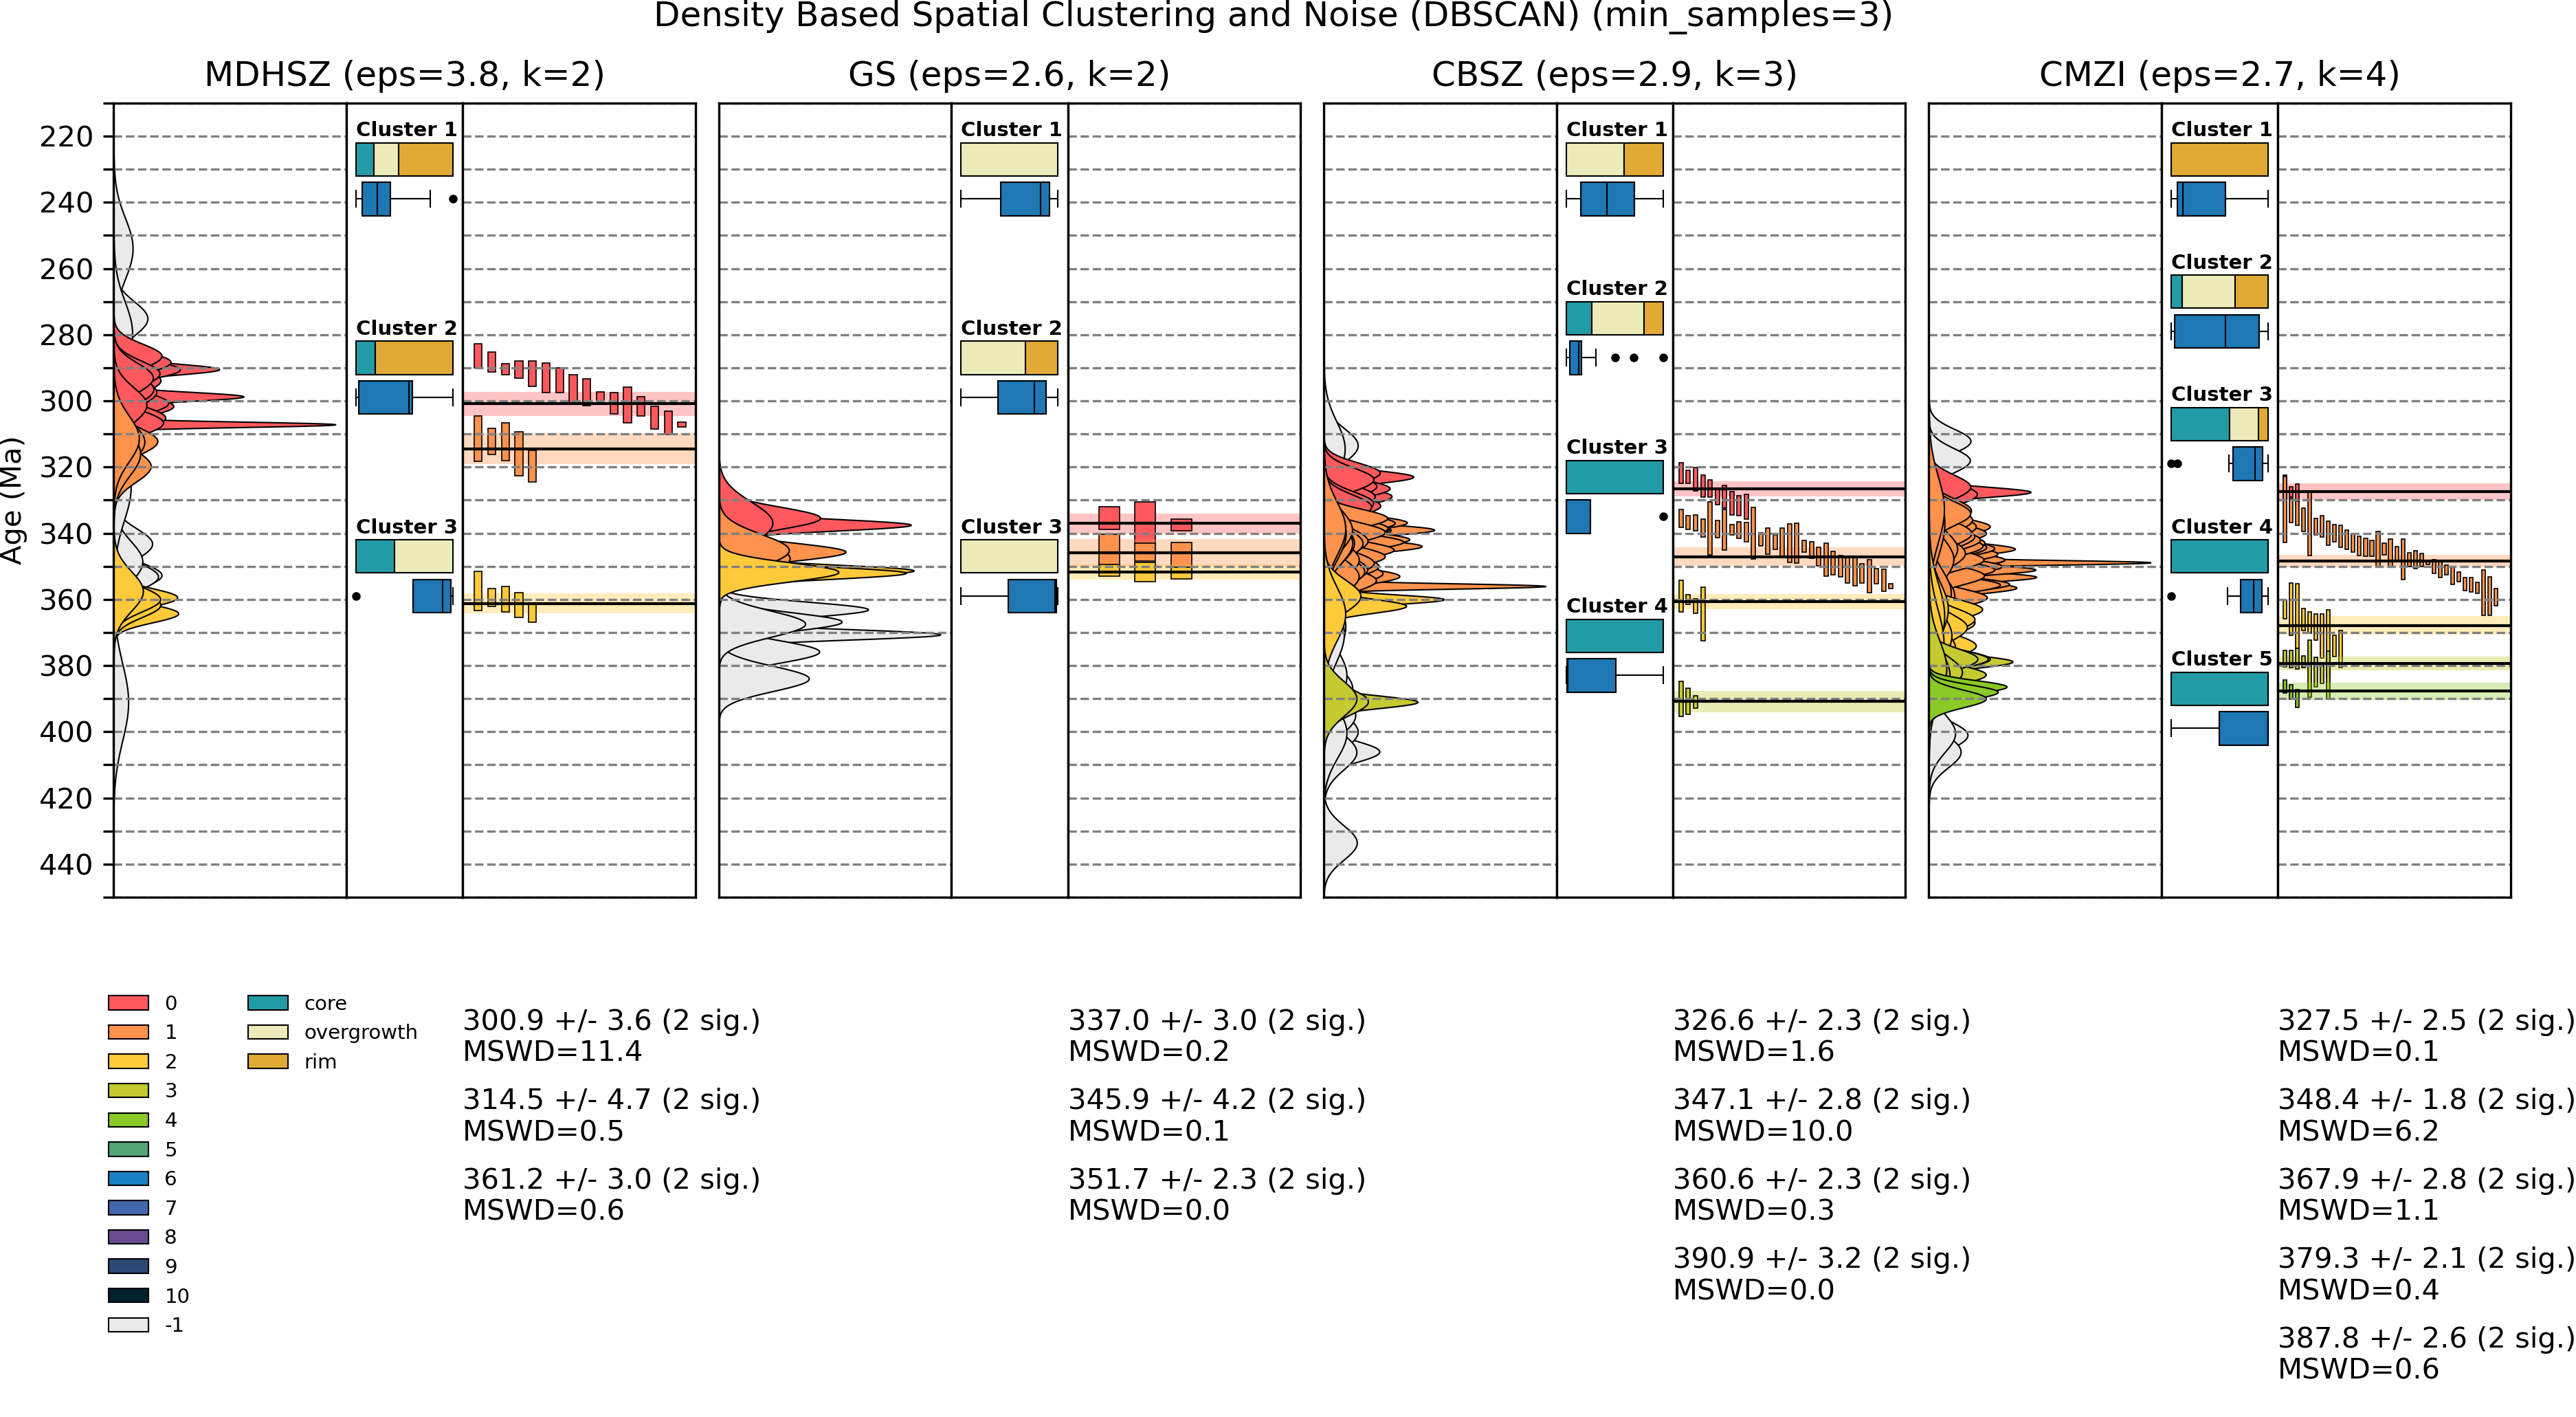 Density Based Spatial Clustering and Noise (DBSCAN) (min_samples=3)
MDHSZ (eps=3.8, k=2)
GS (eps=2.6, k=2)
CBSZ (eps=2.9, k=3)
CMZI (eps=2.7, k=4)
Age (Ma)
220
240
260
280
300
320
340
360
380
400
420
440
Cluster 1
Cluster 2
Cluster 3
Cluster 1
Cluster 2
Cluster 3
Cluster 1
Cluster 2
Cluster 3
Cluster 4
Cluster 1
Cluster 2
Cluster 3
Cluster 4
Cluster 5
0
1
2
3
4
5
6
7
8
9
10
-1
core
overgrowth
rim
300.9 +/- 3.6 (2 sig.)
MSWD=11.4
314.5 +/- 4.7 (2 sig.)
MSWD=0.5
361.2 +/- 3.0 (2 sig.)
MSWD=0.6
337.0 +/- 3.0 (2 sig.)
MSWD=0.2
345.9 +/- 4.2 (2 sig.)
MSWD=0.1
351.7 +/- 2.3 (2 sig.)
MSWD=0.0
326.6 +/- 2.3 (2 sig.)
MSWD=1.6
347.1 +/- 2.8 (2 sig.)
MSWD=10.0
360.6 +/- 2.3 (2 sig.)
MSWD=0.3
390.9 +/- 3.2 (2 sig.)
MSWD=0.0
327.5 +/- 2.5 (2 sig.)
MSWD=0.1
348.4 +/- 1.8 (2 sig.)
MSWD=6.2
367.9 +/- 2.8 (2 sig.)
MSWD=1.1
379.3 +/- 2.1 (2 sig.)
MSWD=0.4
387.8 +/- 2.6 (2 sig.)
MSWD=0.6